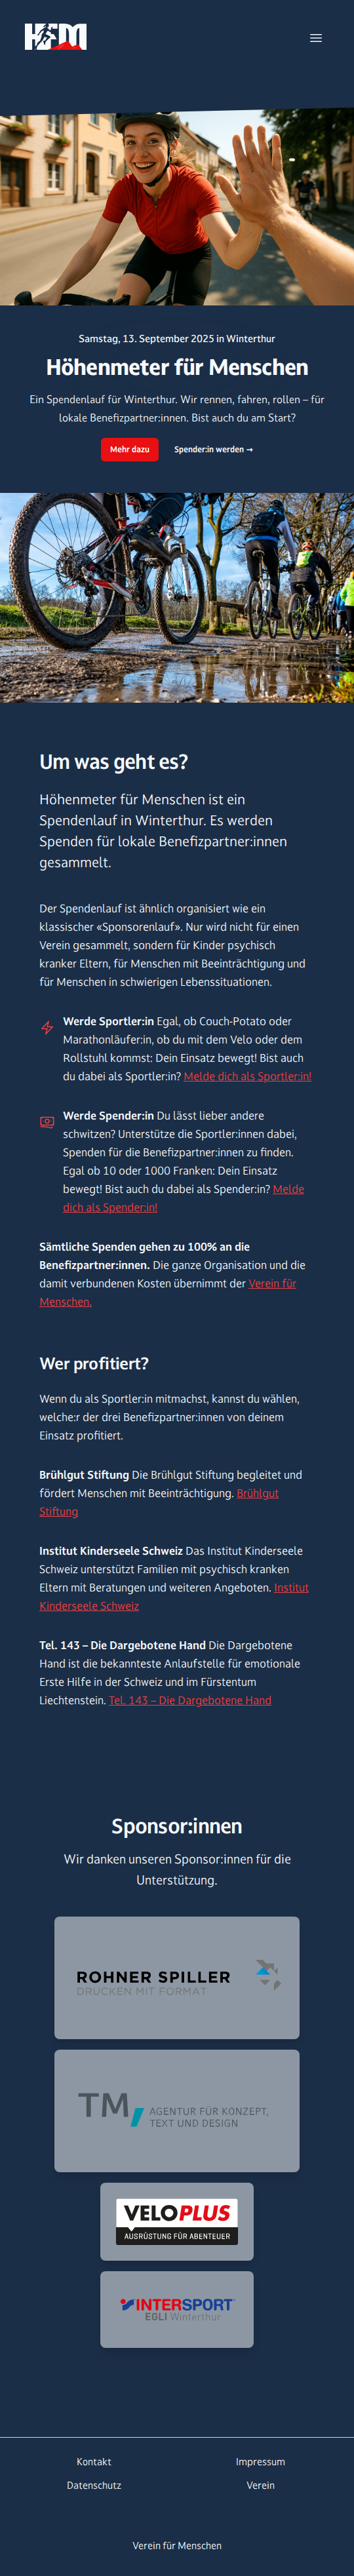 HFM
Samstag, 13. September 2025 in Winterthur
Höhenmeter für Menschen
Ein Spendenlauf für Winterthur. Wir rennen, fahren, rollen – für
lokale Benefizpartner:innen. Bist auch du am Start?
Mehr dazu
Spender:in werden →
Um was geht es?
Höhenmeter für Menschen ist ein
Spendenlauf in Winterthur. Es werden
Spenden für lokale Benefizpartner:innen
gesammelt.
Der Spendenlauf ist ähnlich organisiert wie ein
klassischer «Sponsorenlauf». Nur wird nicht für einen
Verein gesammelt, sondern für Kinder psychisch
kranker Eltern, für Menschen mit Beeinträchtigung und
für Menschen in schwierigen Lebenssituationen.
Werde Sportler:in Egal, ob Couch-Potato oder
Marathonläufer:in, ob du mit dem Velo oder dem
Rollstuhl kommst: Dein Einsatz bewegt! Bist auch
du dabei als Sportler:in? Melde dich als Sportler:in!
Werde Spender:in Du lässt lieber andere
schwitzen? Unterstütze die Sportler:innen dabei,
Spenden für die Benefizpartner:innen zu finden.
Egal ob 10 oder 1000 Franken: Dein Einsatz
bewegt! Bist auch du dabei als Spender:in? Melde
dich als Spender:in!
Sämtliche Spenden gehen zu 100% an die
Benefizpartner:innen. Die ganze Organisation und die
damit verbundenen Kosten übernimmt der Verein für
Menschen.
Wer profitiert?
Wenn du als Sportler:in mitmachst, kannst du wählen,
welche:r der drei Benefizpartner:innen von deinem
Einsatz profitiert.
Brühlgut Stiftung Die Brühlgut Stiftung begleitet und
fördert Menschen mit Beeinträchtigung. Brühlgut
Stiftung
Institut Kinderseele Schweiz Das Institut Kinderseele
Schweiz unterstützt Familien mit psychisch kranken
Eltern mit Beratungen und weiteren Angeboten. Institut
Kinderseele Schweiz
Tel. 143 – Die Dargebotene Hand Die Dargebotene
Hand ist die bekannteste Anlaufstelle für emotionale
Erste Hilfe in der Schweiz und im Fürstentum
Liechtenstein. Tel. 143 – Die Dargebotene Hand
Sponsor:innen
Wir danken unseren Sponsor:innen für die
Unterstützung.
ROHNER SPILLER
DRUCKEN MIT FORMAT
TM
AGENTUR FÜR KONZEPT,
TEXT UND DESIGN
VELOPLUS
AUSRÜSTUNG FÜR ABENTEUER
INTERSPORT
EGLI Winterthur
Kontakt
Impressum
Datenschutz
Verein
Verein für Menschen